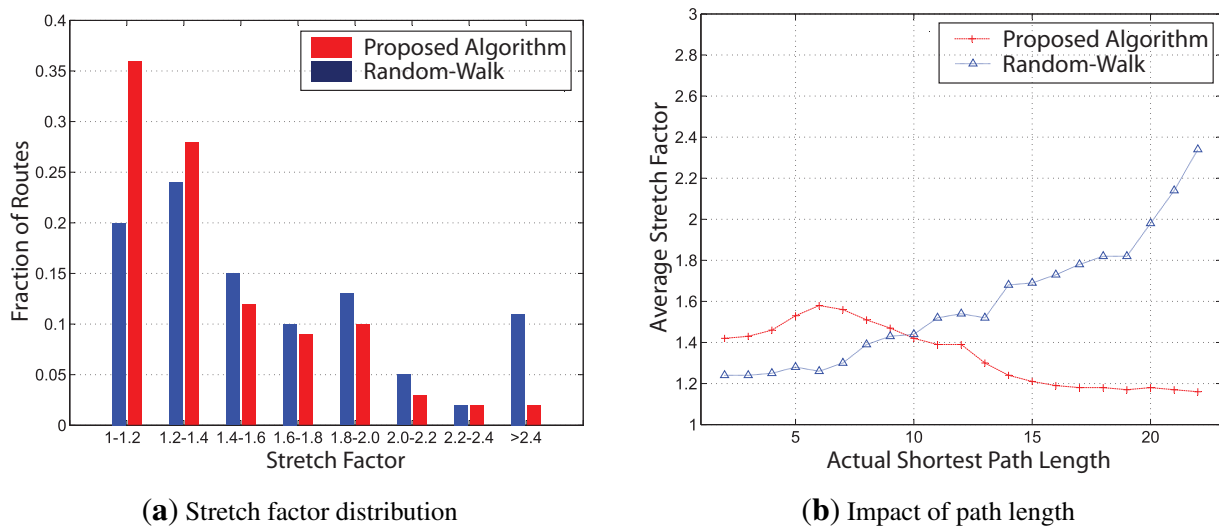 0.4
0.35
0.3
0.25
0.2
0.15
0.1
0.05
0
Fraction of Routes
Proposed Algorithm
Random-Walk
1-1.2 1.2-1.4 1.4-1.6 1.6-1.8 1.8-2.0 2.0-2.2 2.2-2.4 >2.4
Stretch Factor
(a) Stretch factor distribution
3
2.8
2.6
2.4
2.2
2
1.8
1.6
1.4
1.2
1
Average Stretch Factor
Proposed Algorithm
Random-Walk
5 10 15 20
Actual Shortest Path Length
(b) Impact of path length